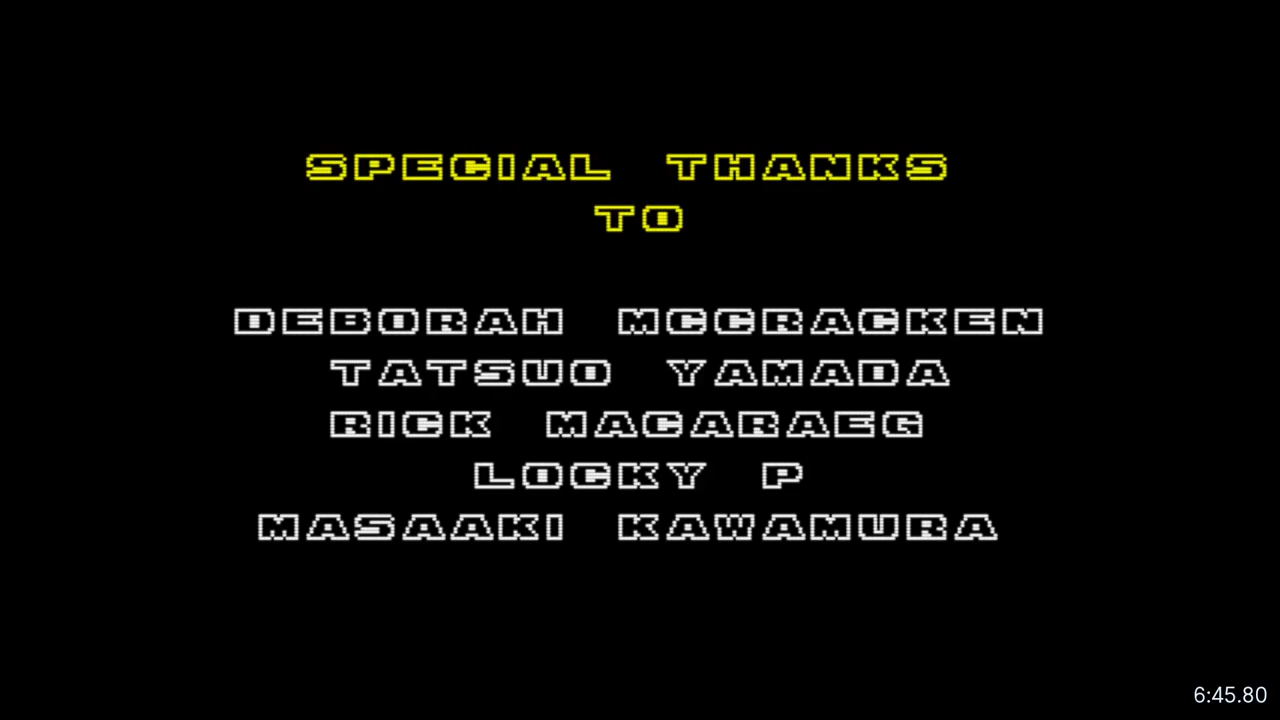 SPECIAL THANKS
TO
DEBORAH MCCRACKEN
TATSUO YAMADA
RICK MACARAEG
LOCKY P
MASAAKI KAWAMURA
6:45.80